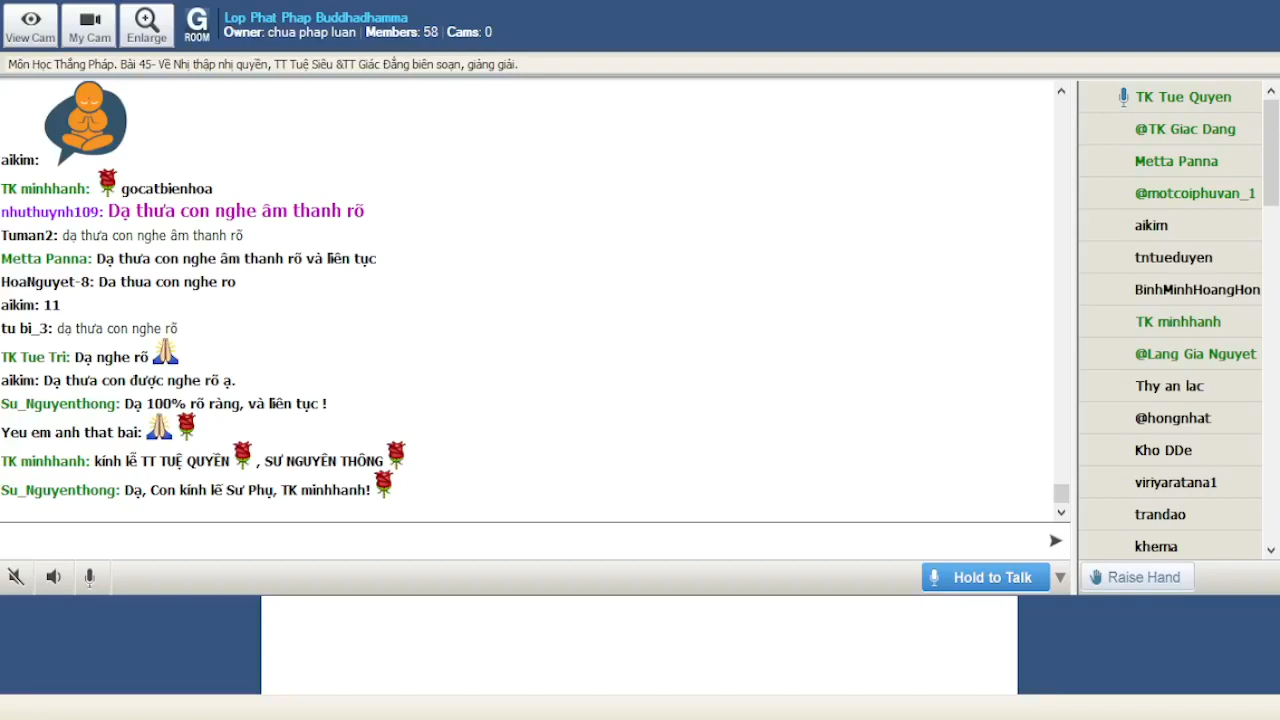 View Cam
My Cam
Enlarge
G
ROOM
Lop Phat Phap Buddhadhamma
Owner: chua phap luan | Members: 58 | Cams: 0
Môn Học Thắng Pháp. Bài 45- Về Nhị thập nhị quyền, TT Tuệ Siêu &TT Giác Đẳng biên soạn, giảng giải.
aikim:
TK minhhanh: gocatbienhoa
nhuthuynh109: Dạ thưa con nghe âm thanh rõ
Tuman2: dạ thưa con nghe âm thanh rõ
Metta Panna: Dạ thưa con nghe âm thanh rõ và liên tục
HoaNguyet-8: Da thua con nghe ro
aikim: 11
tu bi_3: dạ thưa con nghe rõ
TK Tue Tri: Dạ nghe rõ
aikim: Dạ thưa con được nghe rõ ạ.
Su_Nguyenthong: Dạ 100% rõ ràng, và liên tục !
Yeu em anh that bai:
TK minhhanh: kính lễ TT TUỆ QUYỀN , SƯ NGUYÊN THÔNG
Su_Nguyenthong: Dạ, Con kính lễ Sư Phụ, TK minhhanh!
TK Tue Quyen
@TK Giac Dang
Metta Panna
@motcoiphuvan_1
aikim
tntueduyen
BinhMinhHoangHon
TK minhhanh
@Lang Gia Nguyet
Thy an lac
@hongnhat
Kho DDe
viriyaratana1
trandao
khema
Hold to Talk
Raise Hand